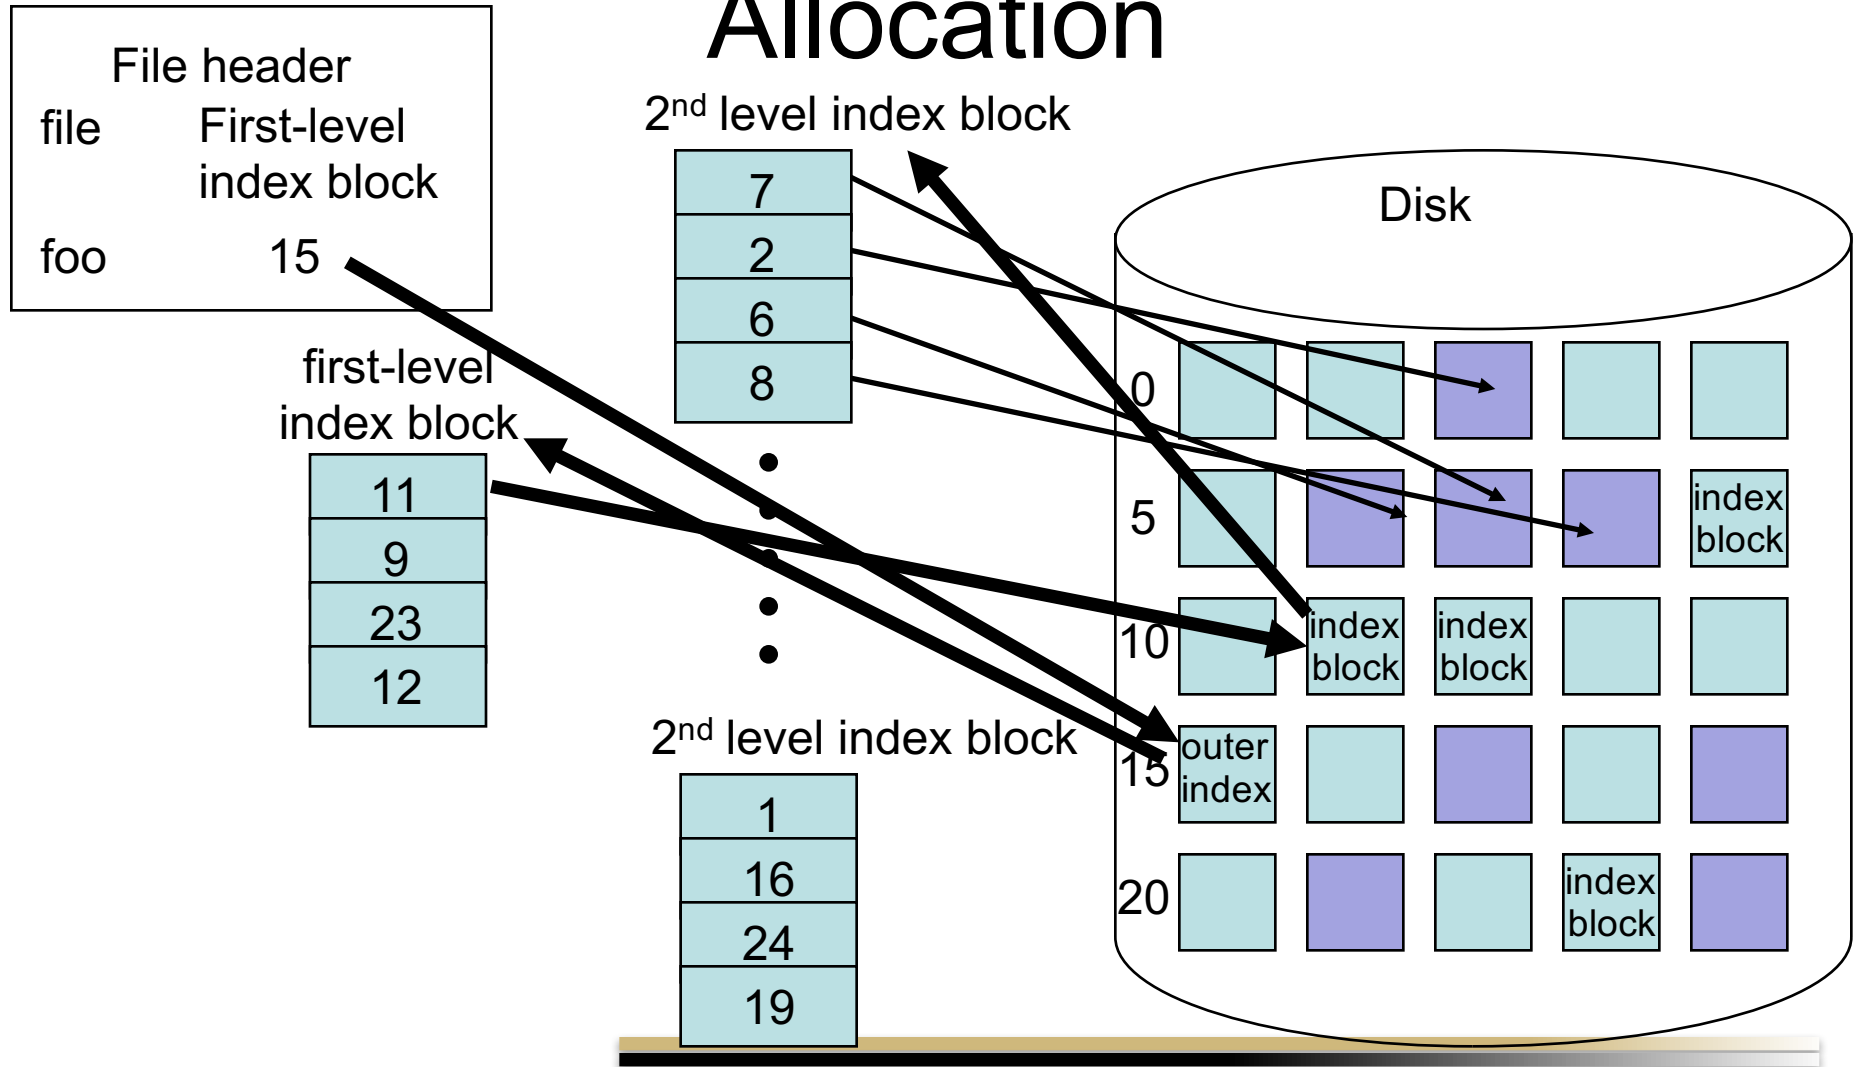 Allocation
File header
file First-level
index block
foo 15
first-level
index block
11
9
23
12
2nd level index block
7
2
6
8
2nd level index block
1
16
24
19
Disk
0
5 index
block
10 index index
block block
15 outer
index
20 index
block